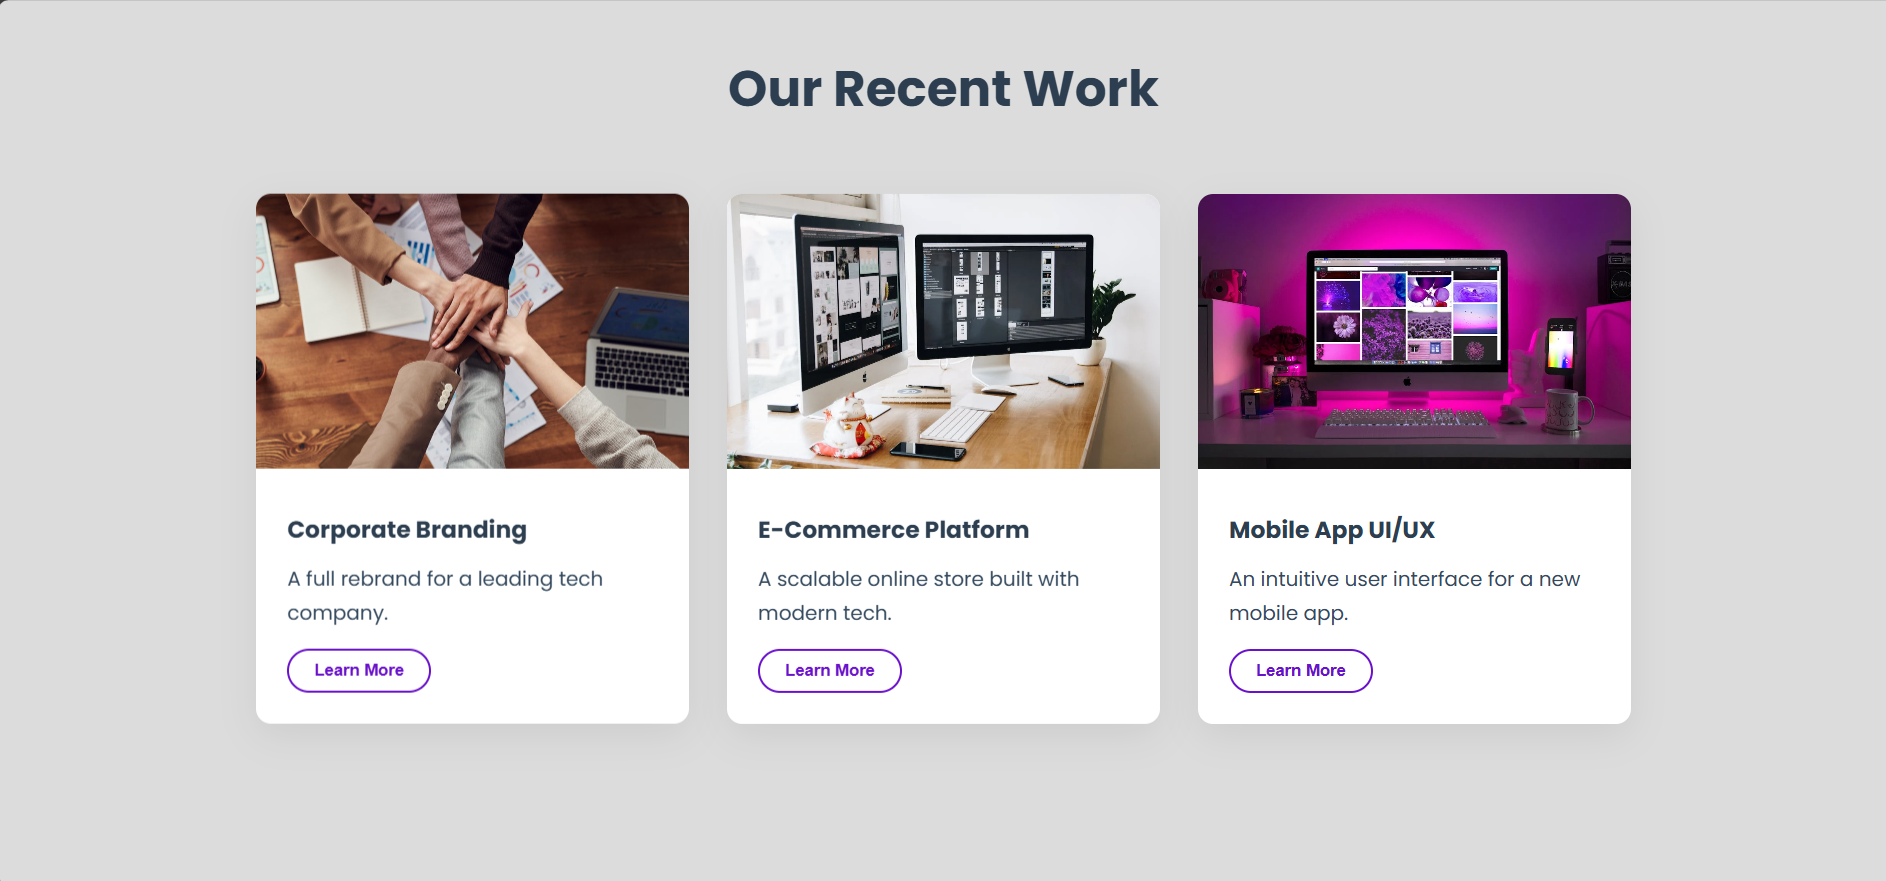 Our Recent Work
Corporate Branding
A full rebrand for a leading tech
company.
Learn More
E-Commerce Platform
A scalable online store built with
modern tech.
Learn More
Mobile App UI/UX
An intuitive user interface for a new
mobile app.
Learn More